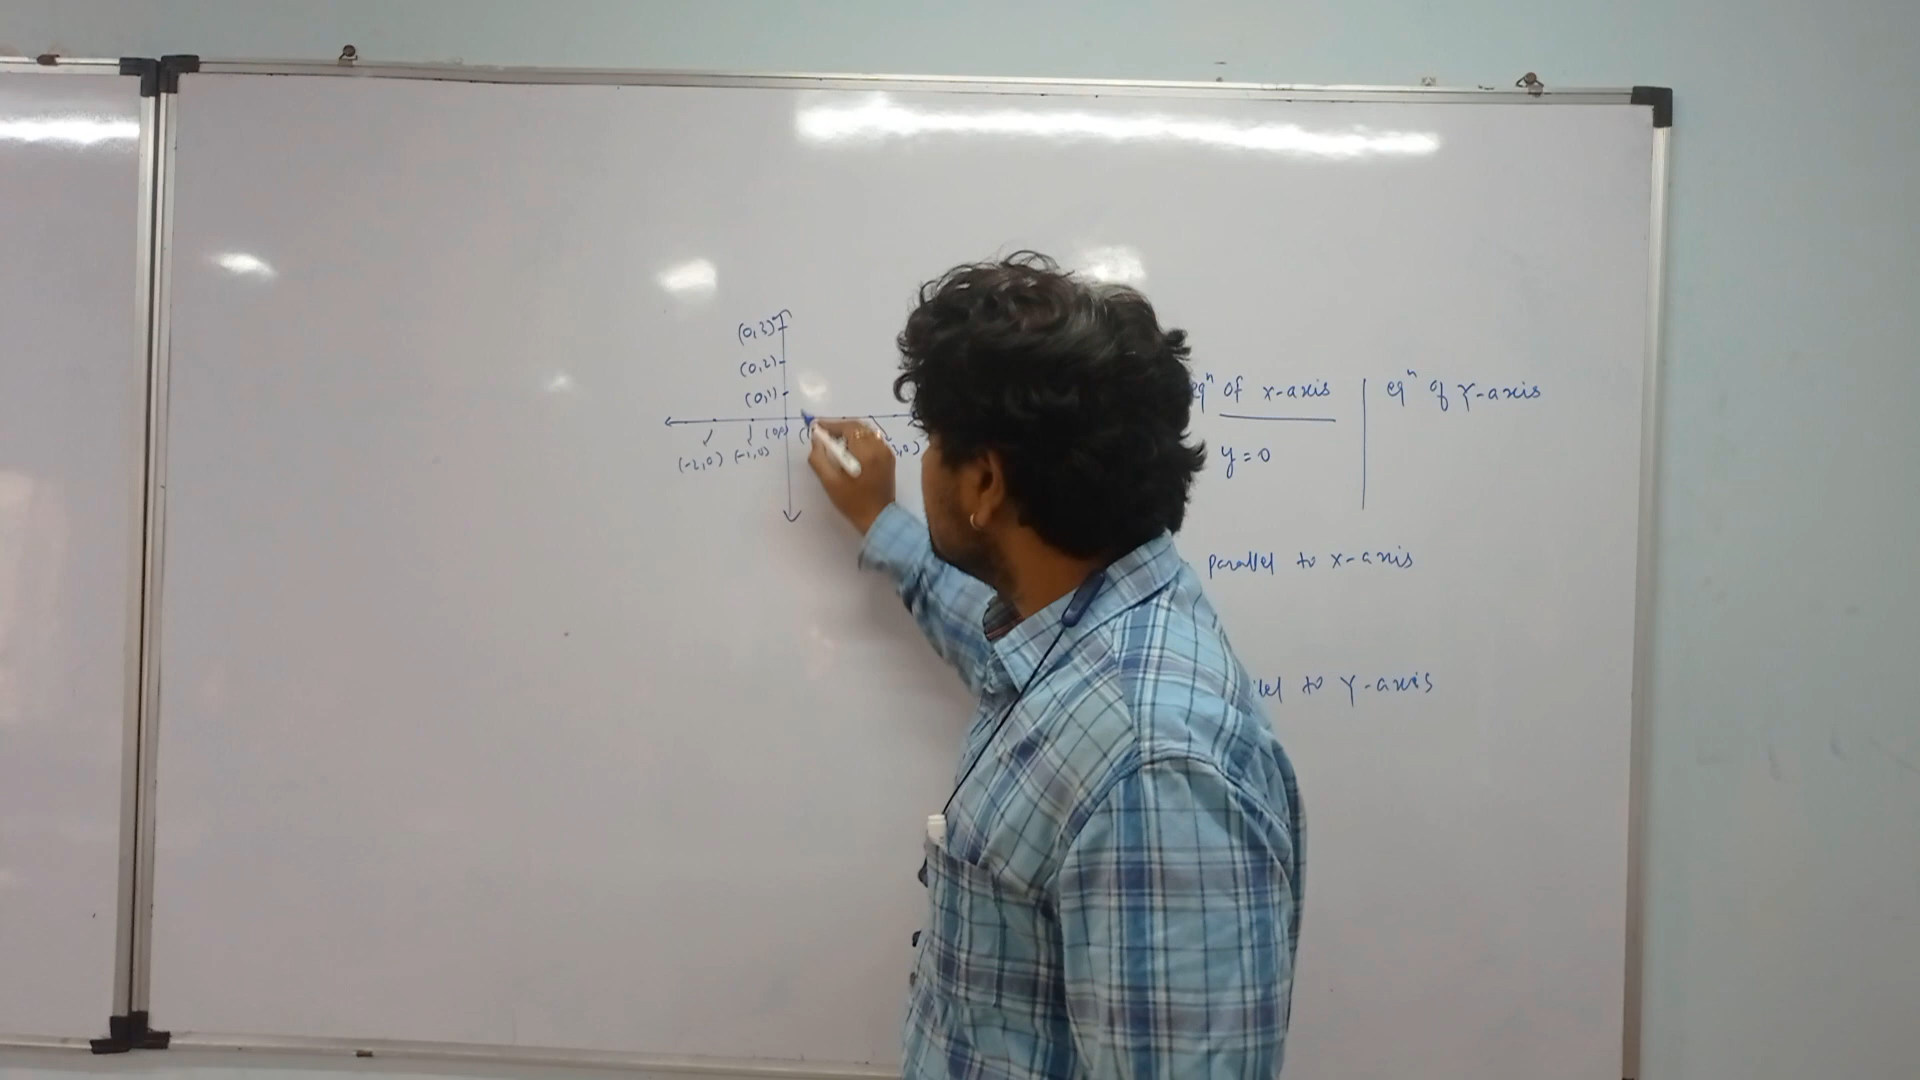 (0,3)
(0,2)
(0,1)
(0,0)
(-2,0) (-1,0)
eqⁿ of x-axis | eqⁿ of Y-axis
y=0
parallel to x-axis
to Y-axis